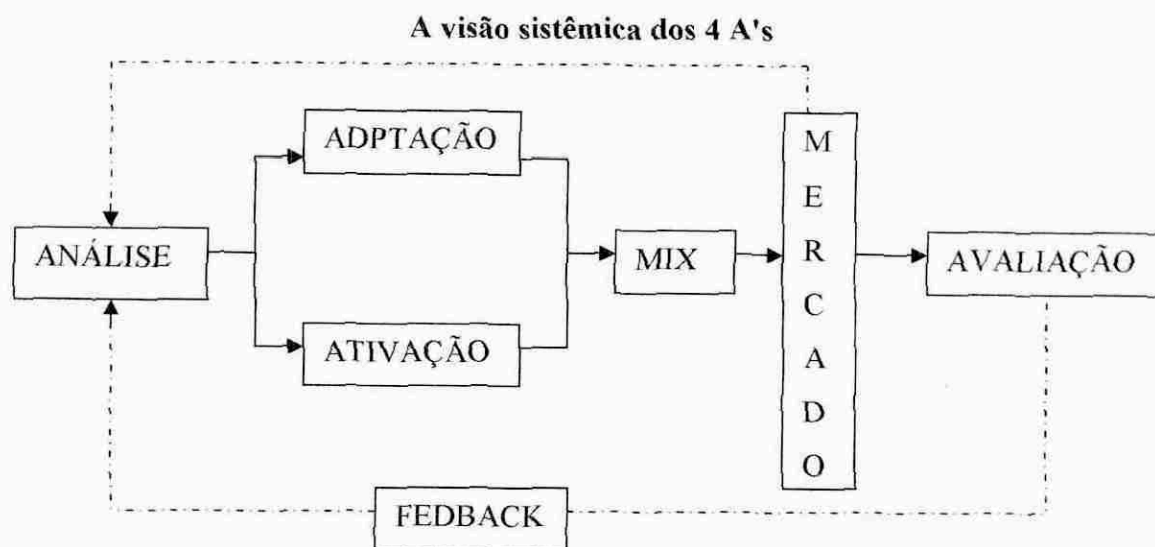 A visão sistêmica dos 4 A's
ADPTAÇÃO
ANÁLISE
ATIVAÇÃO
MIX
M
E
R
C
A
D
O
AVALIAÇÃO
FEDBACK